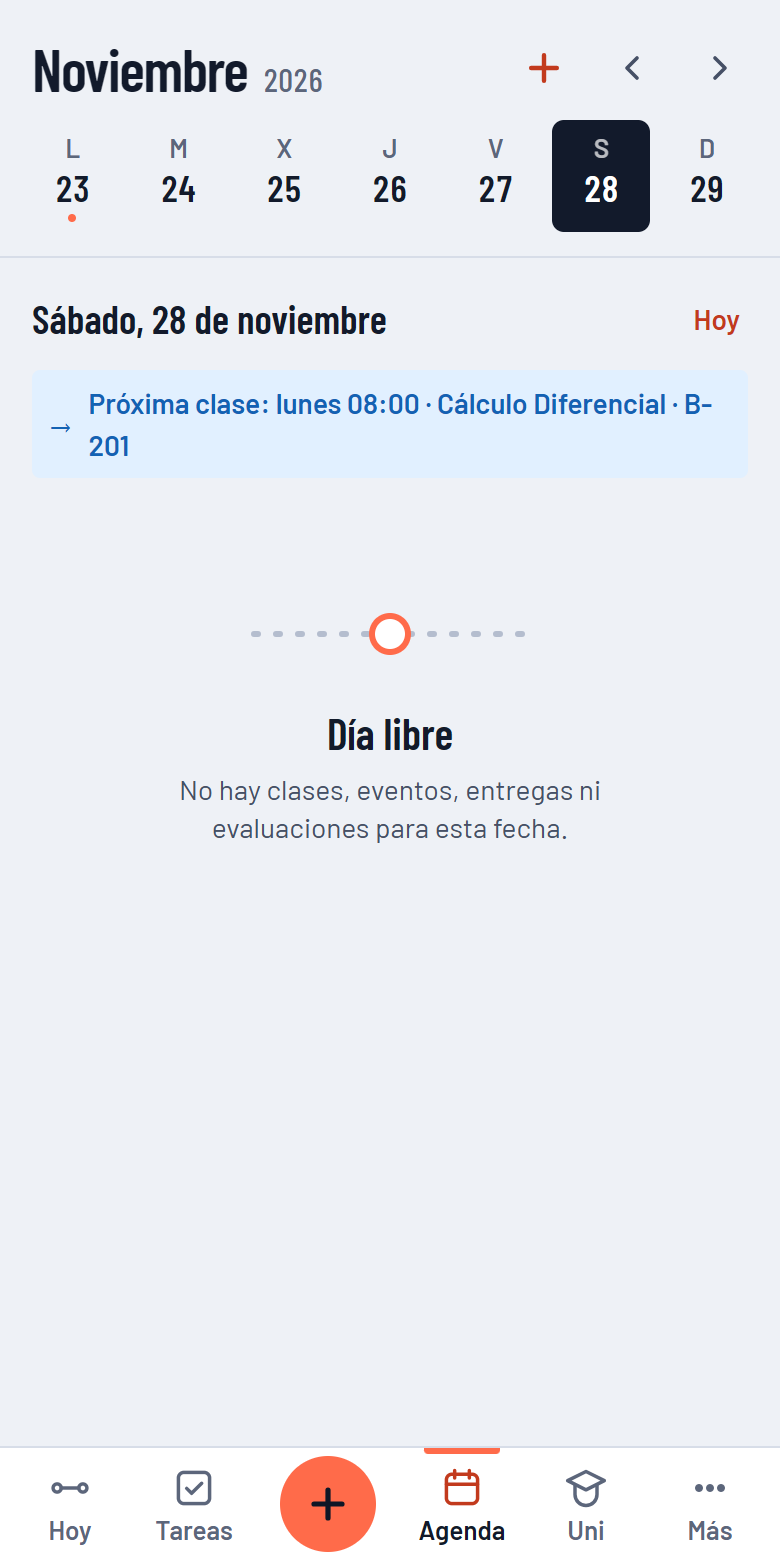 Noviembre 2026
L M X J V S D
23 24 25 26 27 28 29
Sábado, 28 de noviembre Hoy
→ Próxima clase: lunes 08:00 · Cálculo Diferencial · B-
201
Día libre
No hay clases, eventos, entregas ni
evaluaciones para esta fecha.
Hoy Tareas Agenda Uni Más